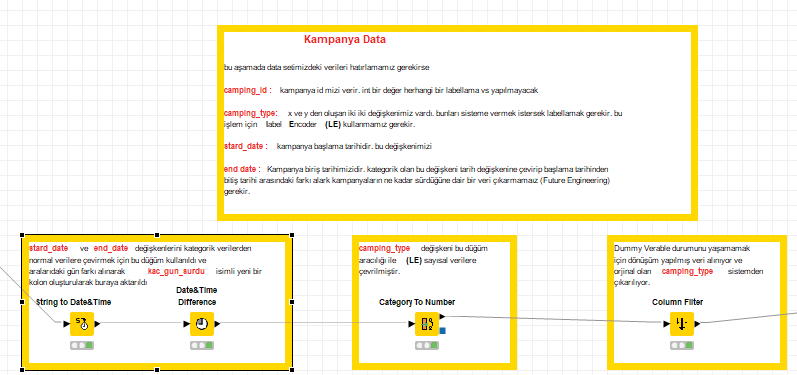 Kampanya Data
bu aşamada data setimizdeki verileri hatırlamamız gerekirse
camping_id : kampanya id mizi verir. int bir değer herhangi bir labellama vs yapılmayacak
camping_type: x ve y den oluşan iki iki değişkenimiz vardı. bunları sisteme vermek istersek labellamak gerekir. bu
işlem için label Encoder (LE) kullanmamız gerekir.
stard_date : kampanya başlama tarihidir. bu değişkenimizi
end date : Kampanya biriş tarihimizidir. kategorik olan bu değişkeni tarih değişkenine çevirip başlama tarihinden
bitiş tarihi arasındaki farkı alark kampanyaların ne kadar sürdüğüne dair bir veri çıkarmamaız (Future Engineering)
gerekir.
stard_date ve end_date değişkenlerini kategorik verilerden
normal verilere çevirmek için bu düğüm kullanıldı ve
aralarıdaki gün farkı alınarak kac_gun_surdu isimli yeni bir
kolon oluşturularak buraya aktarıldı
String to Date&Time
Date&Time
Difference
camping_type değişkeni bu düğüm
aracılığı ile (LE) sayısal verilere
çevrilmiştir.
Category To Number
Dummy Verable durumunu yaşamamak
için dönüşüm yapılmış veri alınıyor ve
orjinal olan camping_type sistemden
çıkarılıyor.
Column Filter